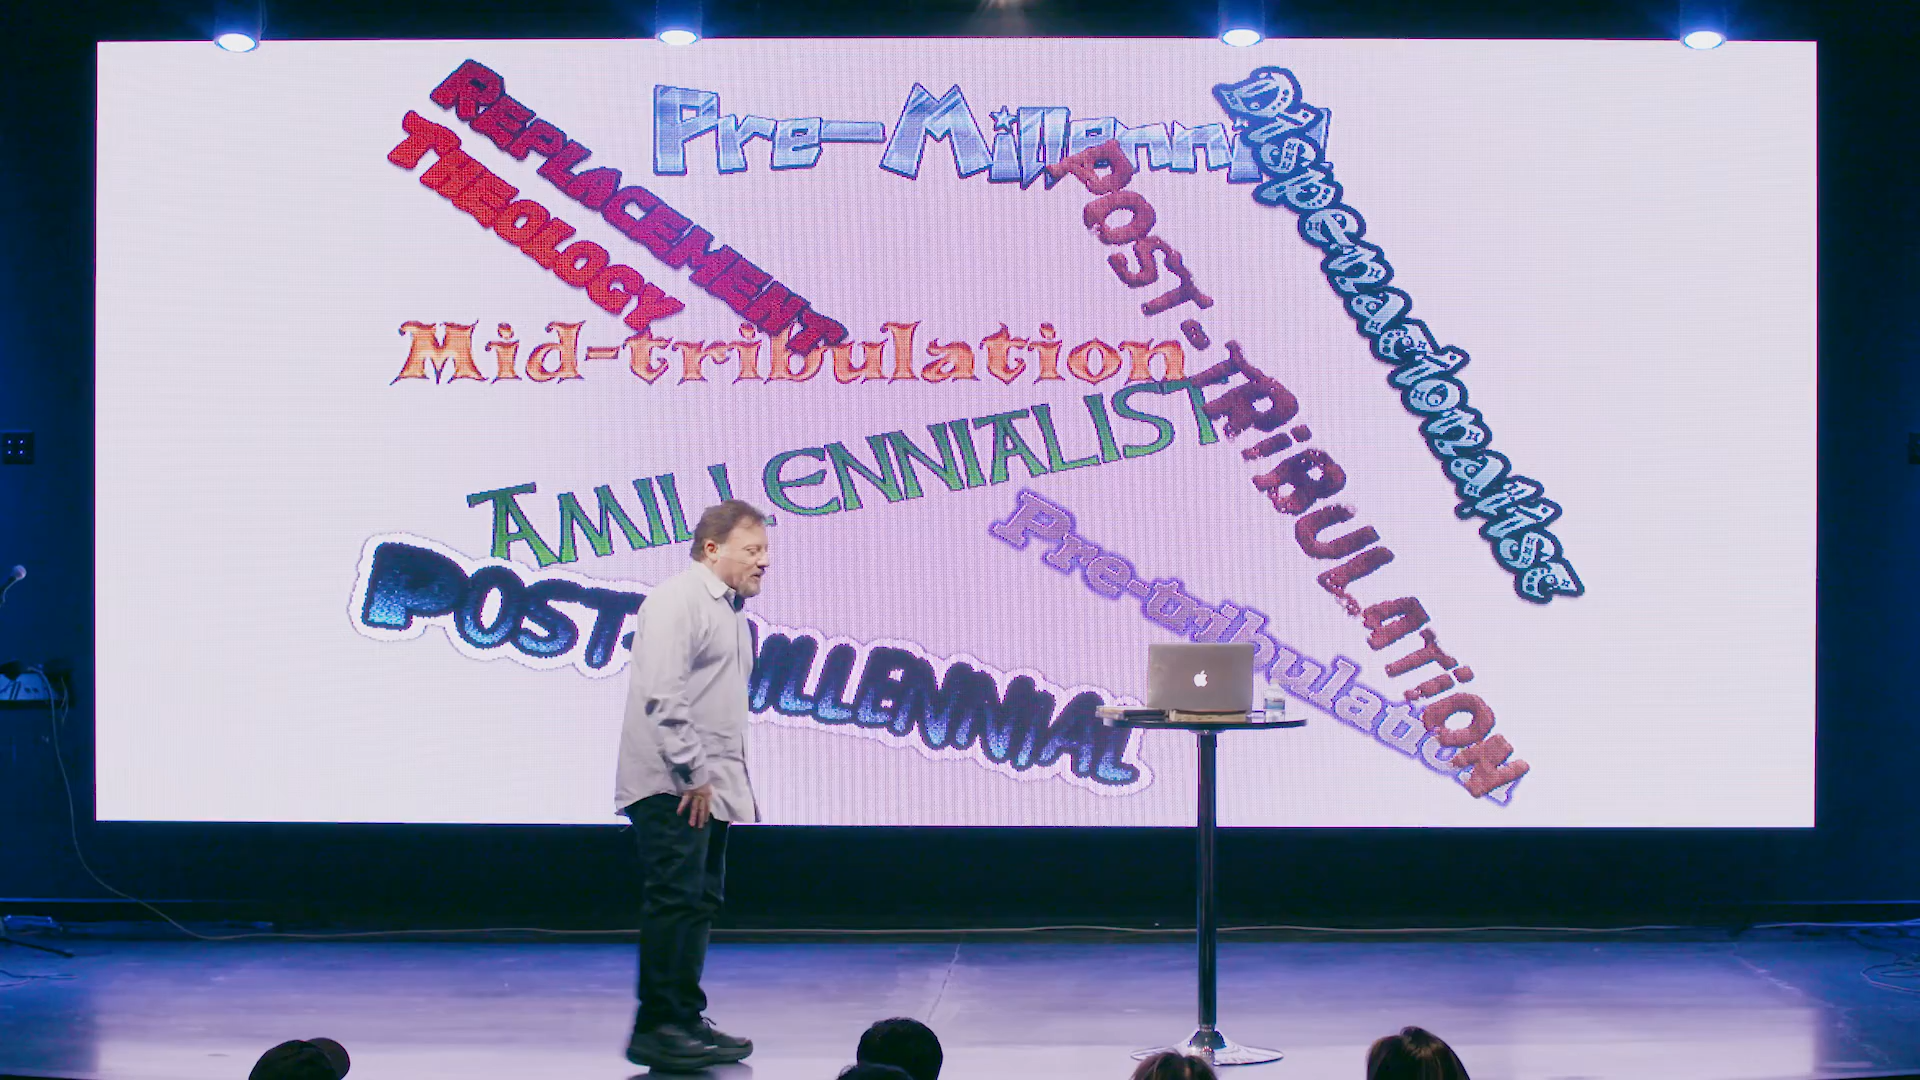 REPLACEMENT
THEOLOGY
Pre-Millenni
Dispensationalist
POST-TRIBULATION
Mid-tribulation
AMILLENNIALIST
Pre-tribulation
POST-MILLENNIAL